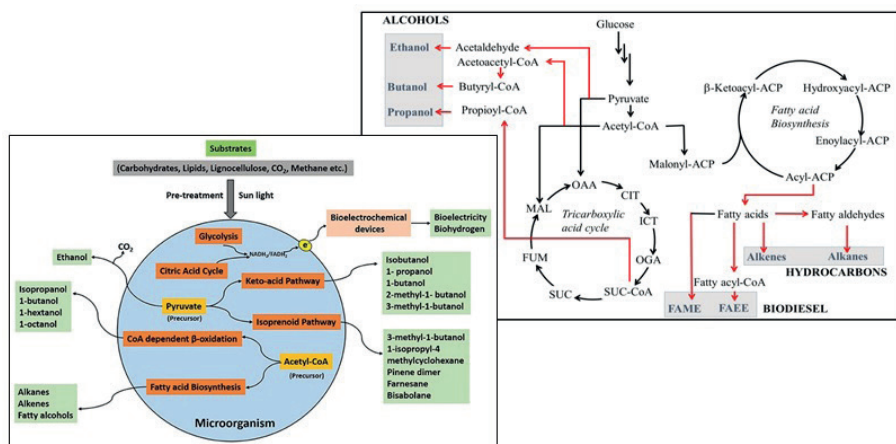 ALCOHOLS
Glucose
Ethanol
Acetaldehyde
Acetoacetyl-CoA
Butanol
Butyryl-CoA
Propanol
Propioyl-CoA
Pyruvate
Acetyl-CoA
Malonyl-ACP
β-Ketoacyl-ACP
Hydroxyacyl-ACP
Fatty acid
Biosynthesis
Enoylacyl-ACP
Acyl-ACP
OAA
CIT
MAL
ICT
Tricarboxylic
acid cycle
FUM
OGA
SUC
SUC-CoA
Fatty acids
Fatty aldehydes
Alkenes
Alkanes
HYDROCARBONS
Fatty acyl-CoA
FAME
FAEE
BIODIESEL
Substrates
(Carbohydrates, Lipids, Lignocellulose, CO₂, Methane etc.)
Pre-treatment
Sun light
Glycolysis
Citric Acid Cycle
e
Bioelectrochemical
devices
Bioelectricity
Biohydrogen
CO₂
Ethanol
Keto-acid Pathway
Isobutanol
1- propanol
1-butanol
2-methyl-1- butanol
3-methyl-1-butanol
Pyruvate
(Precursor)
Isopropanol
1-butanol
1-hextanol
1-octanol
Isoprenoid Pathway
CoA dependent β-oxidation
Acetyl-CoA
(Precursor)
3-methyl-1-butanol
1-isopropyl-4
methylcyclohexane
Pinene dimer
Farnesane
Bisabolane
Fatty acid Biosynthesis
Alkanes
Alkenes
Fatty alcohols
Microorganism